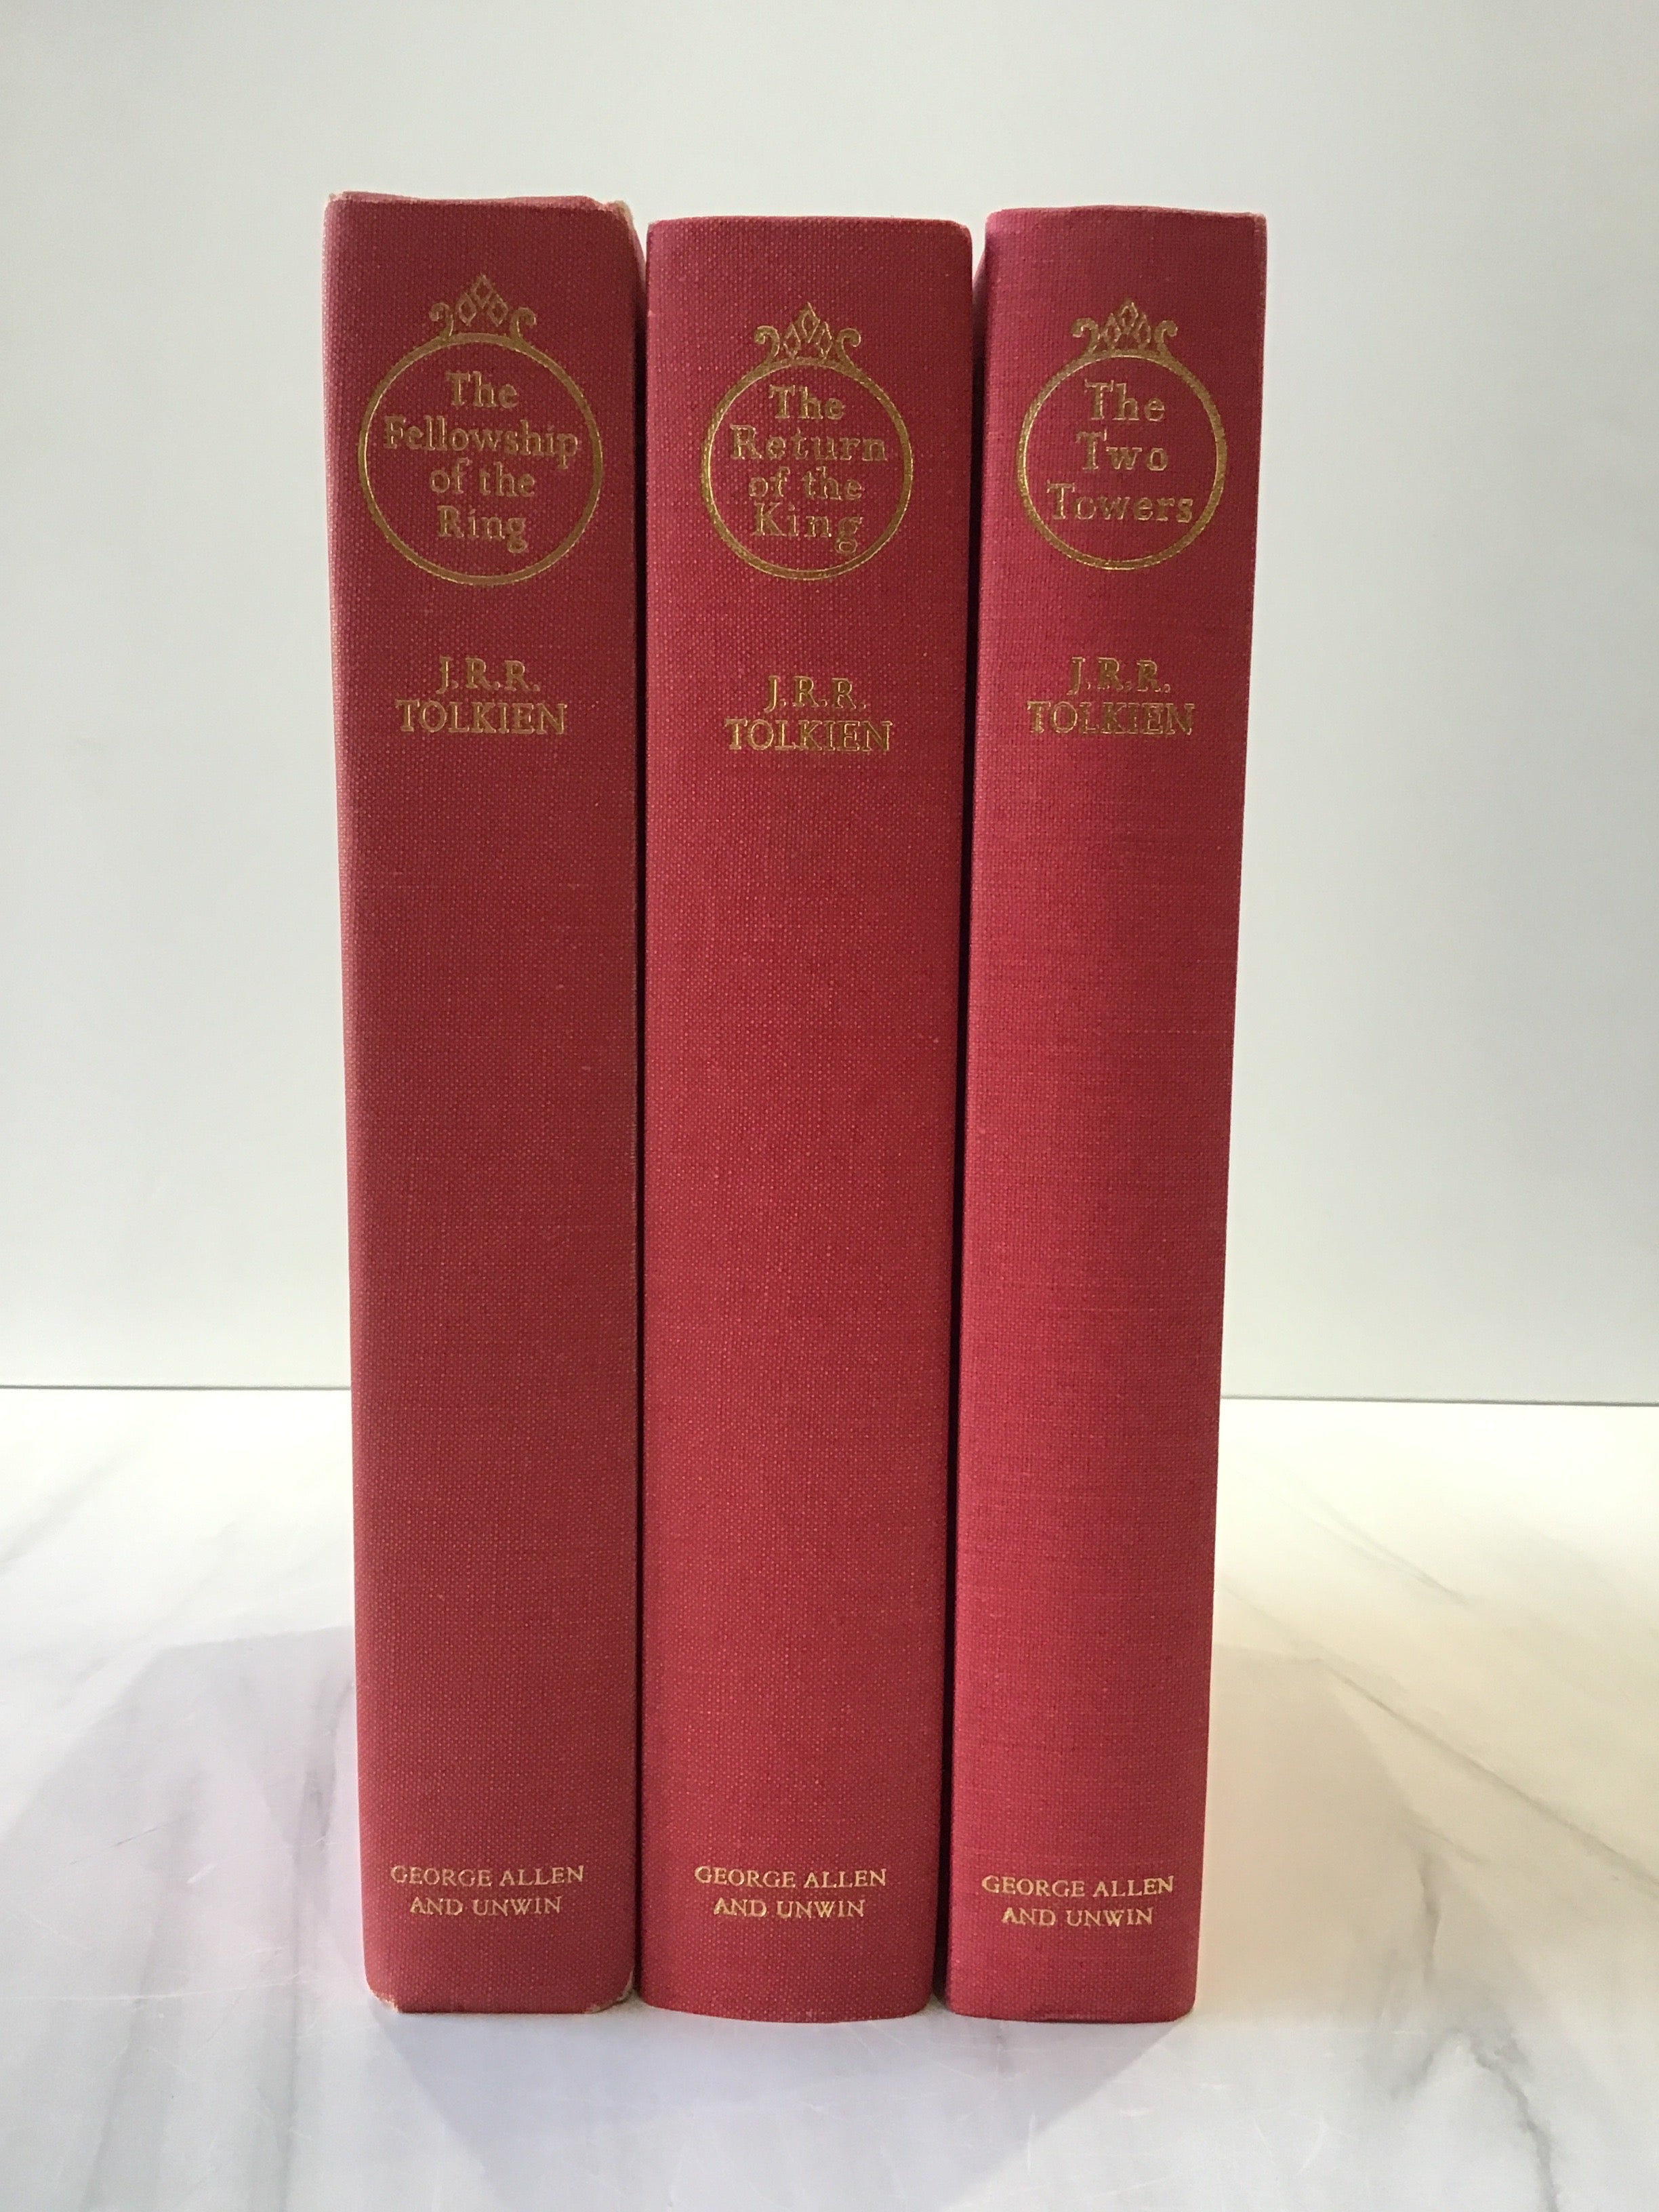 The
Fellowship
of the
Ring
J.R.R.
TOLKIEN
GEORGE ALLEN
AND UNWIN
The
Return
of the
King
J.R.R.
TOLKIEN
GEORGE ALLEN
AND UNWIN
The
Two
Towers
J.R.R.
TOLKIEN
GEORGE ALLEN
AND UNWIN